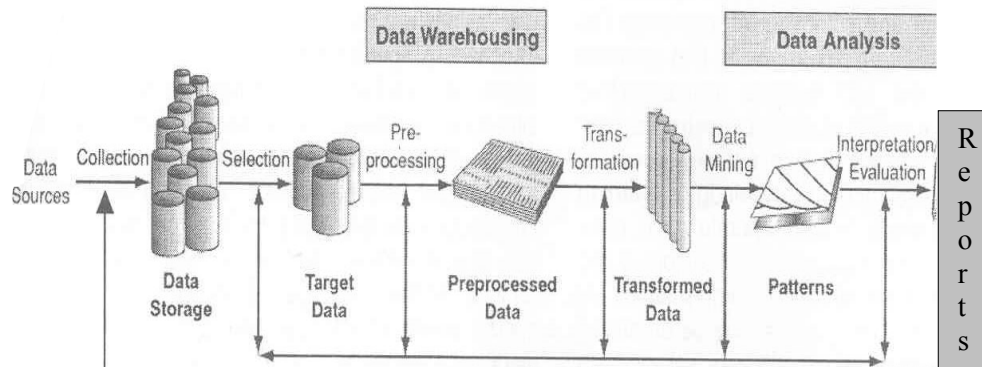 Data Warehousing
Data Analysis
Data
Sources
Collection
Selection
Pre-
processing
Trans-
formation
Data
Mining
Interpretation/
Evaluation
Data
Storage
Target
Data
Preprocessed
Data
Transformed
Data
Patterns
R
e
p
o
r
t
s